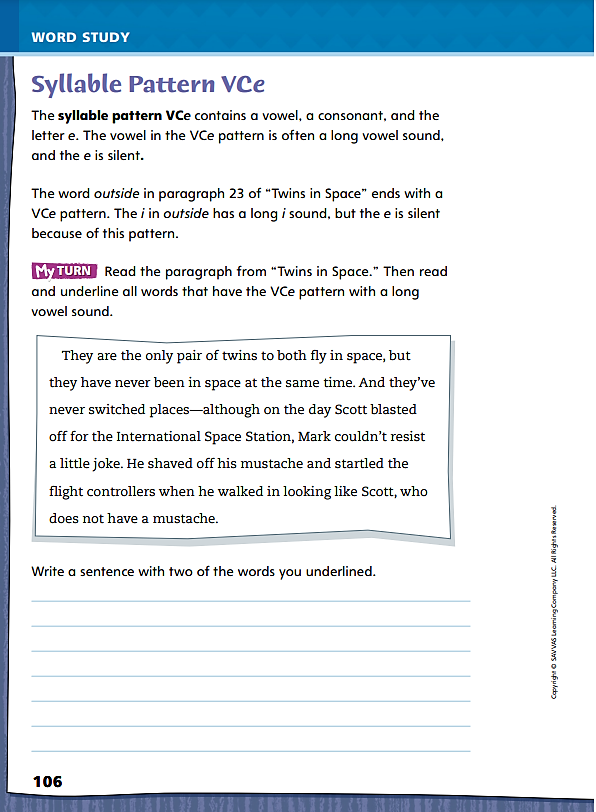 WORD STUDY
Syllable Pattern VCe
The syllable pattern VCe contains a vowel, a consonant, and the
letter e. The vowel in the VCe pattern is often a long vowel sound,
and the e is silent.
The word outside in paragraph 23 of “Twins in Space” ends with a
VCe pattern. The i in outside has a long i sound, but the e is silent
because of this pattern.
My TURN Read the paragraph from “Twins in Space.” Then read
and underline all words that have the VCe pattern with a long
vowel sound.
They are the only pair of twins to both fly in space, but
they have never been in space at the same time. And they’ve
never switched places—although on the day Scott blasted
off for the International Space Station, Mark couldn’t resist
a little joke. He shaved off his mustache and startled the
flight controllers when he walked in looking like Scott, who
does not have a mustache.
Write a sentence with two of the words you underlined.
106
Copyright © SAVVAS Learning Company LLC. All Rights Reserved.